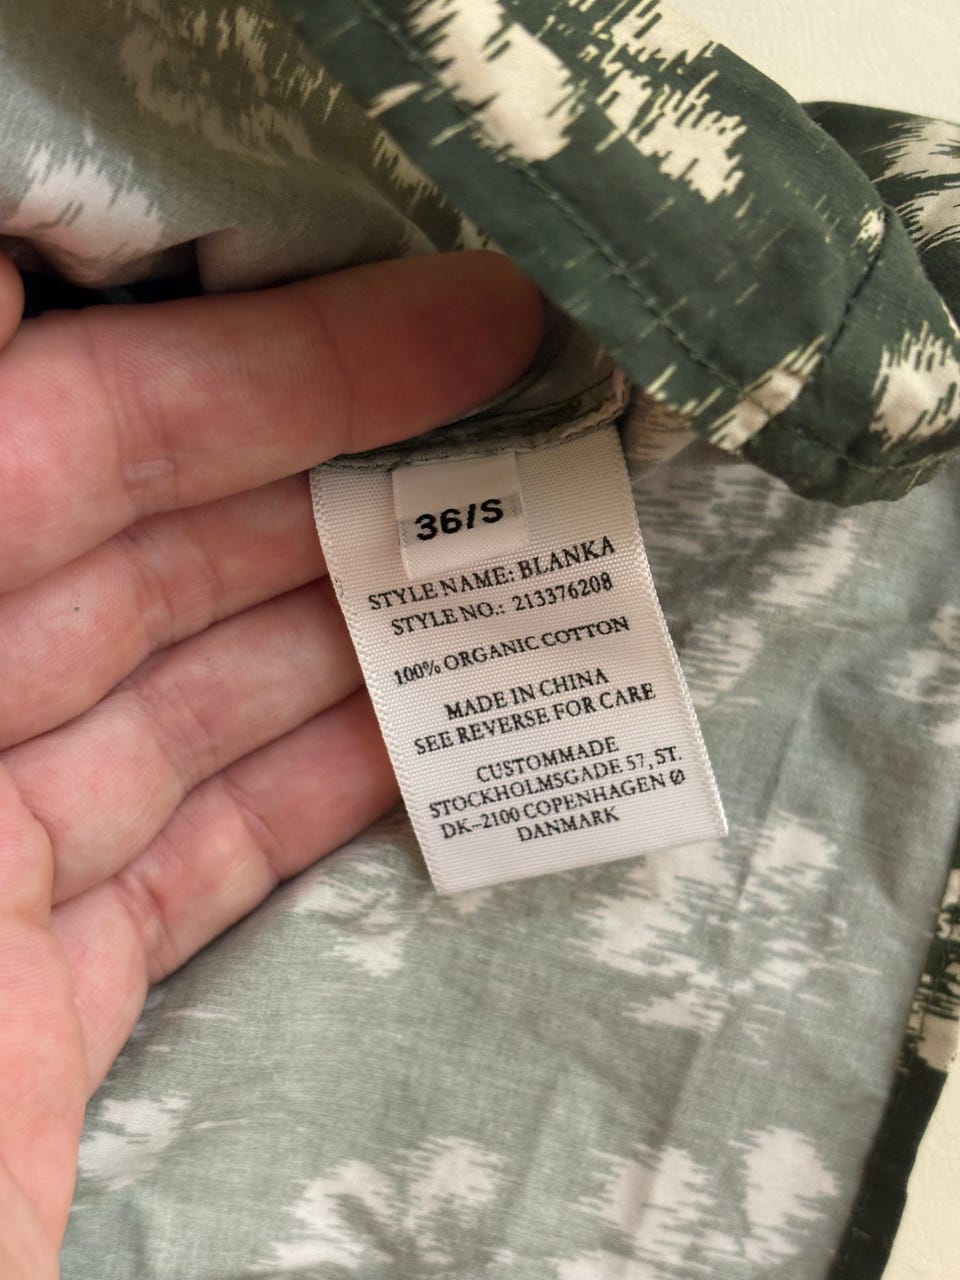 36/S
STYLE NAME: BLANKA
STYLE NO.: 213376208
100% ORGANIC COTTON
MADE IN CHINA
SEE REVERSE FOR CARE
CUSTOMMADE
STOCKHOLMSGADE 57, ST.
DK-2100 COPENHAGEN Ø
DANMARK